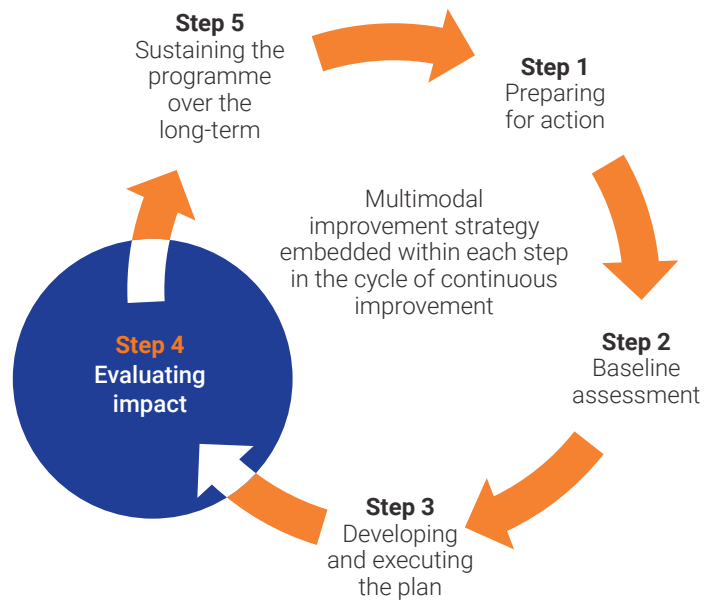 Step 5
Sustaining the
programme
over the
long-term
Step 1
Preparing
for action
Multimodal
improvement strategy
embedded within each step
in the cycle of continuous
improvement
Step 2
Baseline
assessment
Step 3
Developing
and executing
the plan
Step 4
Evaluating
impact